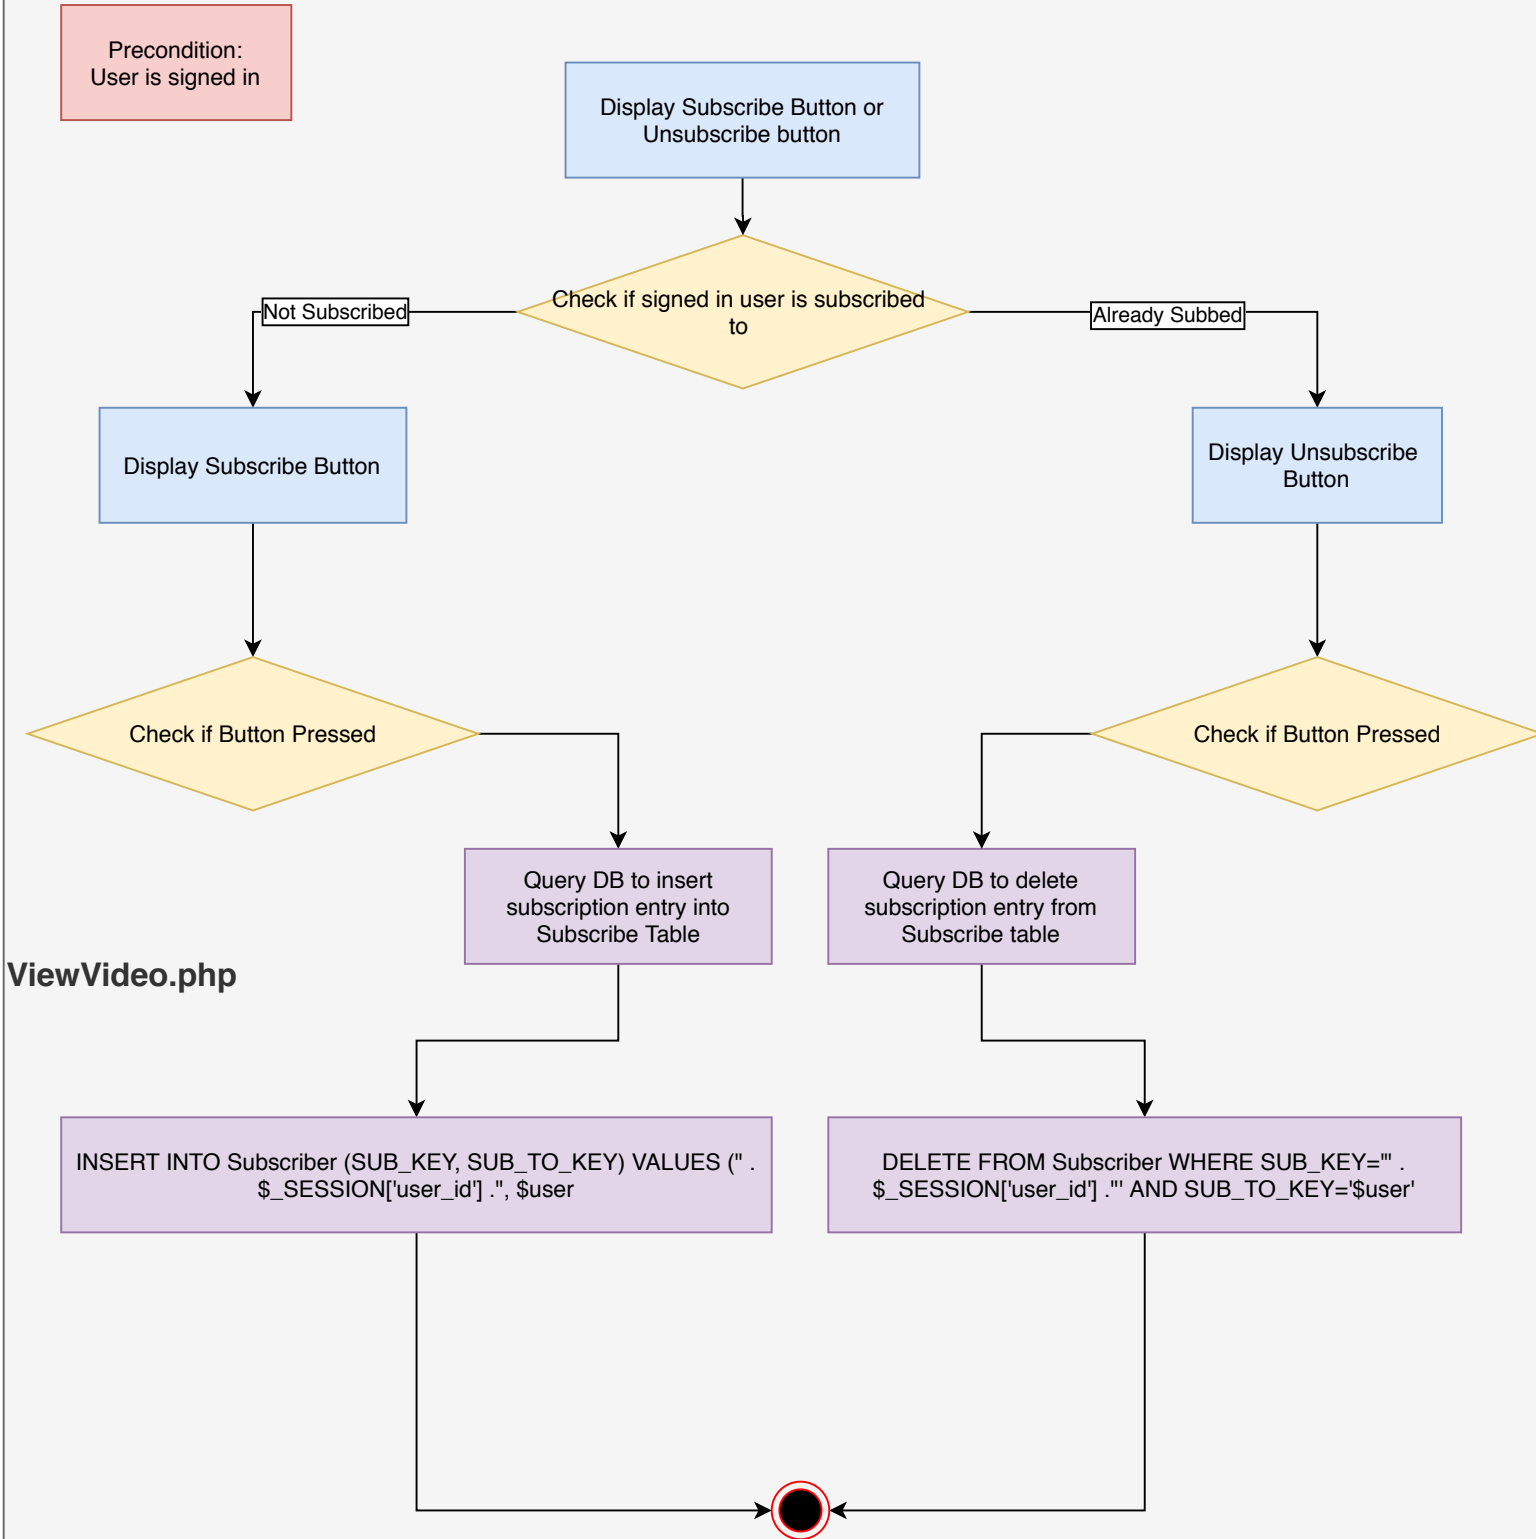 Precondition:
User is signed in
Display Subscribe Button or
Unsubscribe button
Check if signed in user is subscribed
to
Not Subscribed
Already Subbed
Display Subscribe Button
Display Unsubscribe
Button
Check if Button Pressed
Check if Button Pressed
Query DB to insert
subscription entry into
Subscribe Table
Query DB to delete
subscription entry from
Subscribe table
ViewVideo.php
INSERT INTO Subscriber (SUB_KEY, SUB_TO_KEY) VALUES (" .
$_SESSION['user_id'] .", $user
DELETE FROM Subscriber WHERE SUB_KEY='" .
$_SESSION['user_id'] ."' AND SUB_TO_KEY='$user'